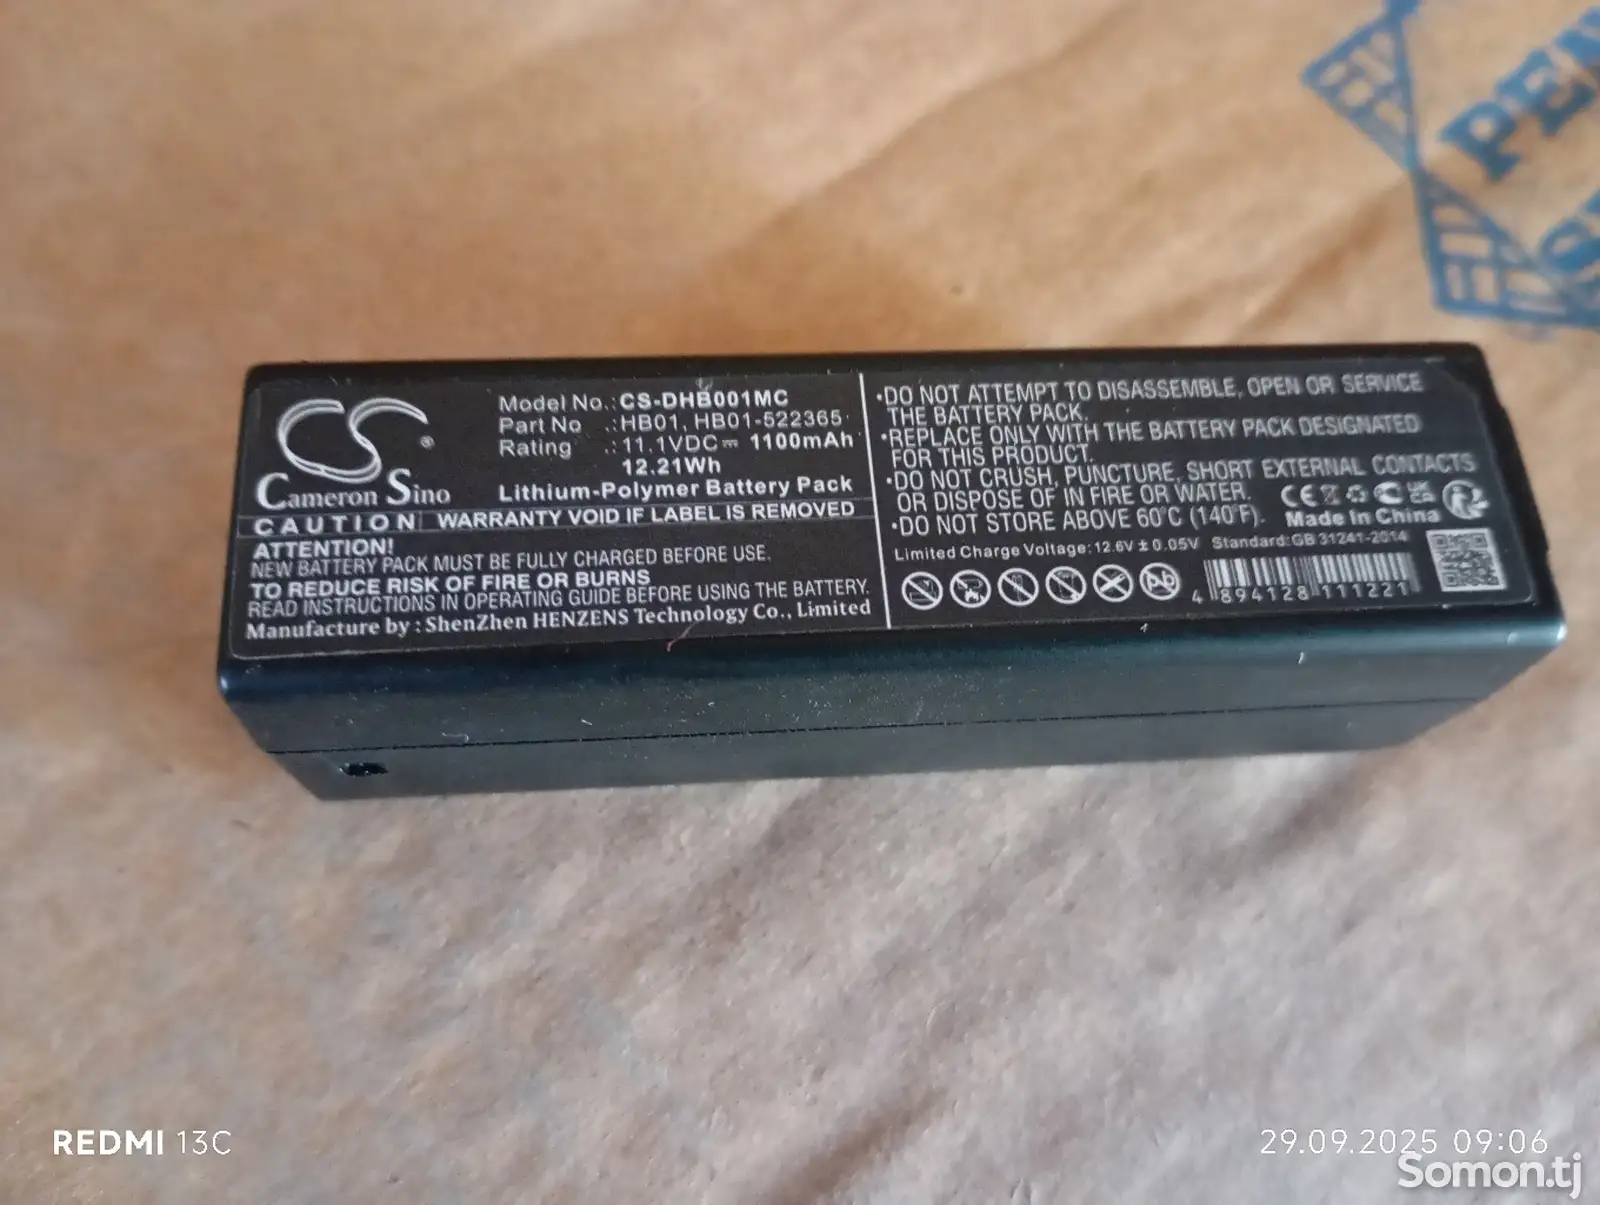 CS®
Cameron Sino
Model No.:CS-DHB001MC
Part No .:HB01, HB01-522365
Rating .:11.1VDC⎓ 1100mAh
12.21Wh
Lithium-Polymer Battery Pack
CAUTION WARRANTY VOID IF LABEL IS REMOVED
ATTENTION!
NEW BATTERY PACK MUST BE FULLY CHARGED BEFORE USE.
TO REDUCE RISK OF FIRE OR BURNS
READ INSTRUCTIONS IN OPERATING GUIDE BEFORE USING THE BATTERY.
Manufacture by : ShenZhen HENZENS Technology Co., Limited
•DO NOT ATTEMPT TO DISASSEMBLE, OPEN OR SERVICE
THE BATTERY PACK.
•REPLACE ONLY WITH THE BATTERY PACK DESIGNATED
FOR THIS PRODUCT.
•DO NOT CRUSH, PUNCTURE, SHORT EXTERNAL CONTACTS
OR DISPOSE OF IN FIRE OR WATER.
•DO NOT STORE ABOVE 60°C (140°F).
CE
Made in China
Limited Charge Voltage:12.6V ± 0.05V Standard:GB 31241-2014
Pb
4 894128 111221
REDMI 13C
29.09.2025 09:06
Somon.tj